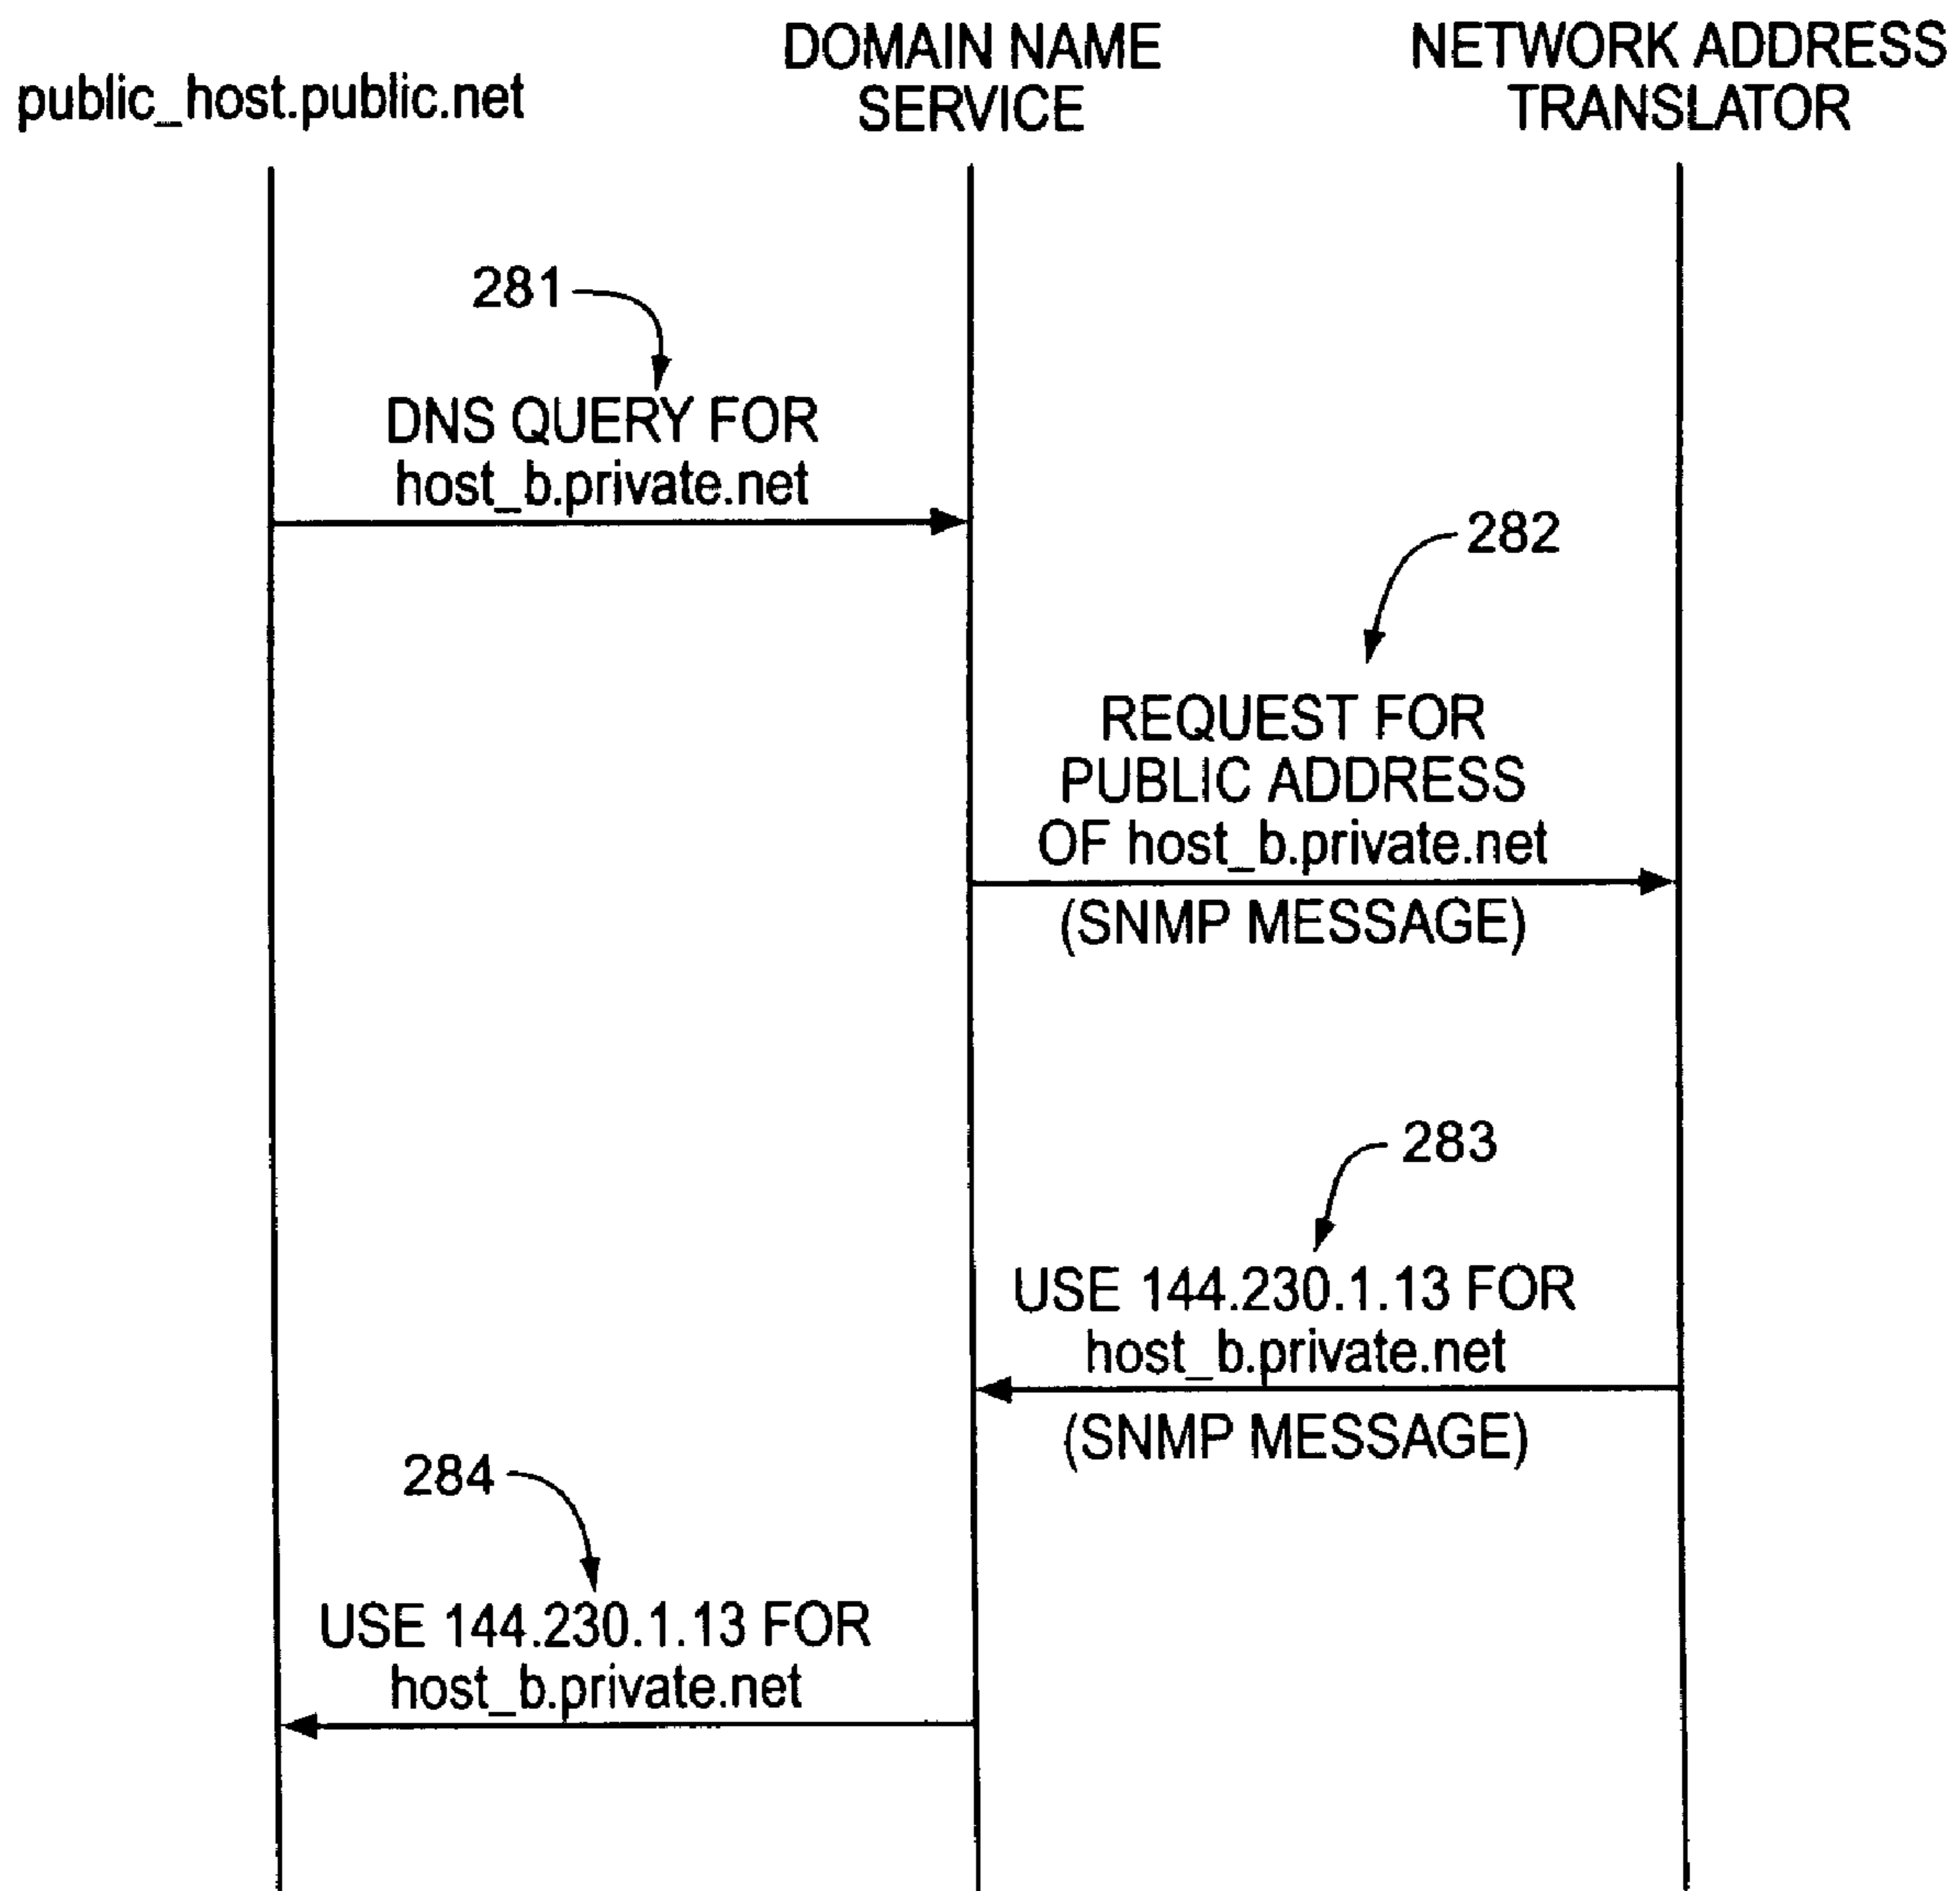 public_host.public.net
DOMAIN NAME
SERVICE
NETWORK ADDRESS
TRANSLATOR
281
DNS QUERY FOR
host_b.private.net
282
REQUEST FOR
PUBLIC ADDRESS
OF host_b.private.net
(SNMP MESSAGE)
283
USE 144.230.1.13 FOR
host_b.private.net
(SNMP MESSAGE)
284
USE 144.230.1.13 FOR
host_b.private.net